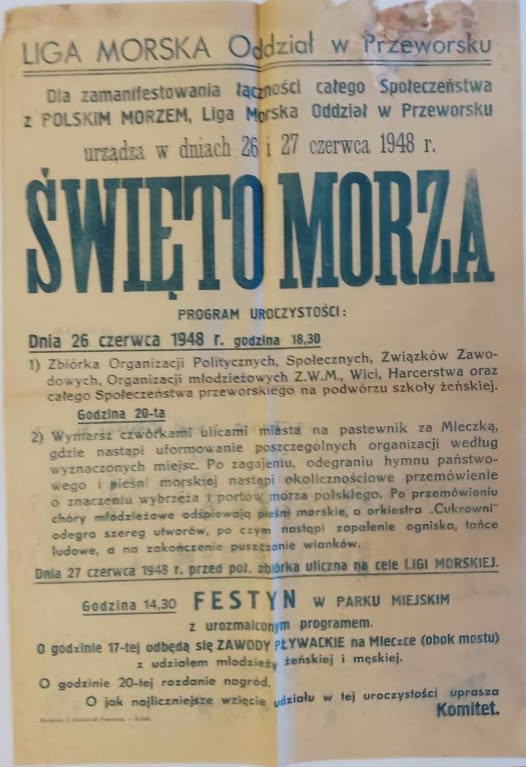 LIGA MORSKA Oddział w Przeworsku
Dla zamanifestowania łączności całego Społeczeństwa
z POLSKIM MORZEM, Liga Morska Oddział w Przeworsku
urządza w dniach 26 i 27 czerwca 1948 r.
ŚWIĘTO MORZA
PROGRAM UROCZYSTOŚCI:
Dnia 26 czerwca 1948 r. godzina 18,30
1) Zbiórka Organizacji Politycznych, Społecznych, Związków Zawo-
dowych, Organizacji młodzieżowych Z.W.M., Wici, Harcerstwa oraz
całego Społeczeństwa przeworskiego na podwórzu szkoły żeńskiej.
Godzina 20-ta
2) Wymarsz czwórkami ulicami miasta na pastewnik za Mleczką,
gdzie nastąpi uformowanie poszczególnych organizacji według
wyznaczonych miejsc. Po zagajeniu, odegraniu hymnu państwo-
wego i pieśni morskiej nastąpi okolicznościowe przemówienie
o znaczeniu wybrzeża i portów morza polskiego. Po przemówieniu
chóry młodzieżowe odśpiewają pieśni morskie, a orkiestra „Cukrowni"
odegra szereg utworów, po czym nastąpi zapalenie ogniska, tańce
ludowe, a na zakończenie puszczanie wianków.
Dnia 27 czerwca 1948 r. przed poł. zbiórka uliczna na cele LIGI MORSKIEJ.
Godzina 14,30 FESTYN W PARKU MIEJSKIM
z urozmaiconym programem.
O godzinie 17-tej odbędą się ZAWODY PŁYWACKIE na Mleczce (obok mostu)
z udziałem młodzieży żeńskiej i męskiej.
O godzinie 20-tej rozdanie nagród.
O jak najliczniejsze wzięcie udziału w tej uroczystości uprasza
Komitet.